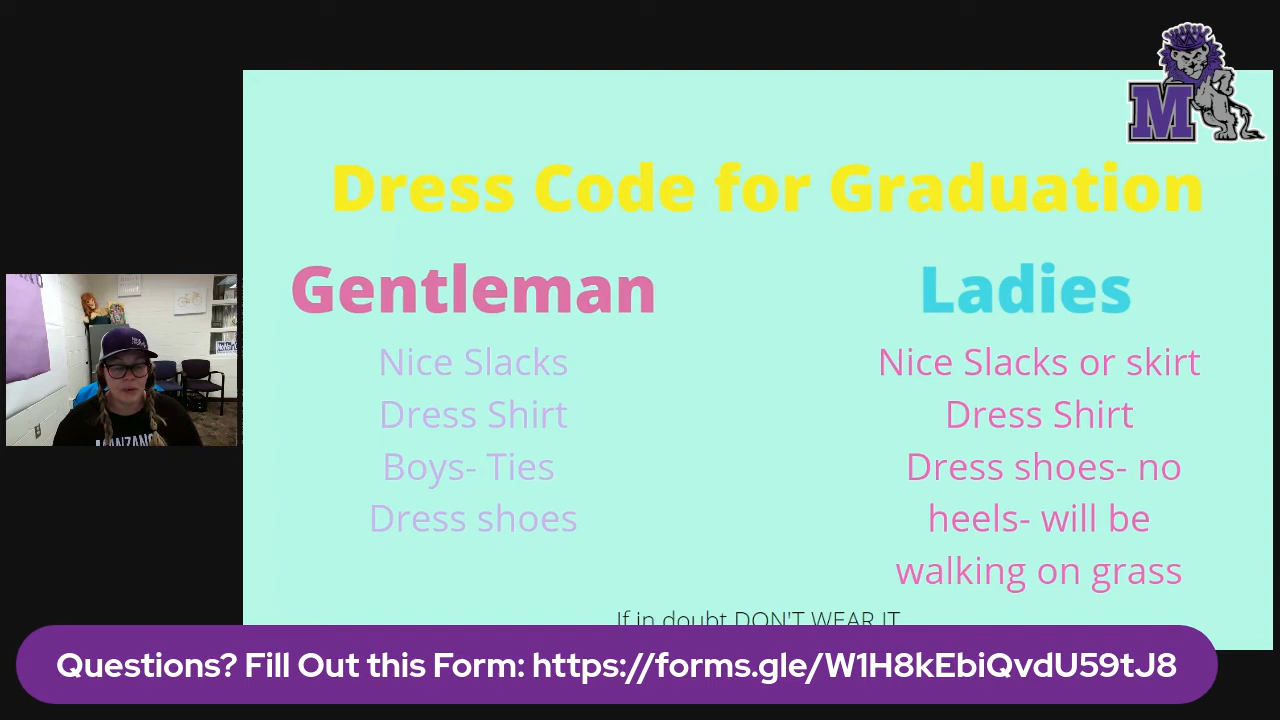 M
Dress Code for Graduation
Gentleman
Nice Slacks
Dress Shirt
Boys- Ties
Dress shoes
Ladies
Nice Slacks or skirt
Dress Shirt
Dress shoes- no
heels- will be
walking on grass
If in doubt DON'T WEAR IT
Questions? Fill Out this Form: https://forms.gle/W1H8kEbiQvdU59tJ8